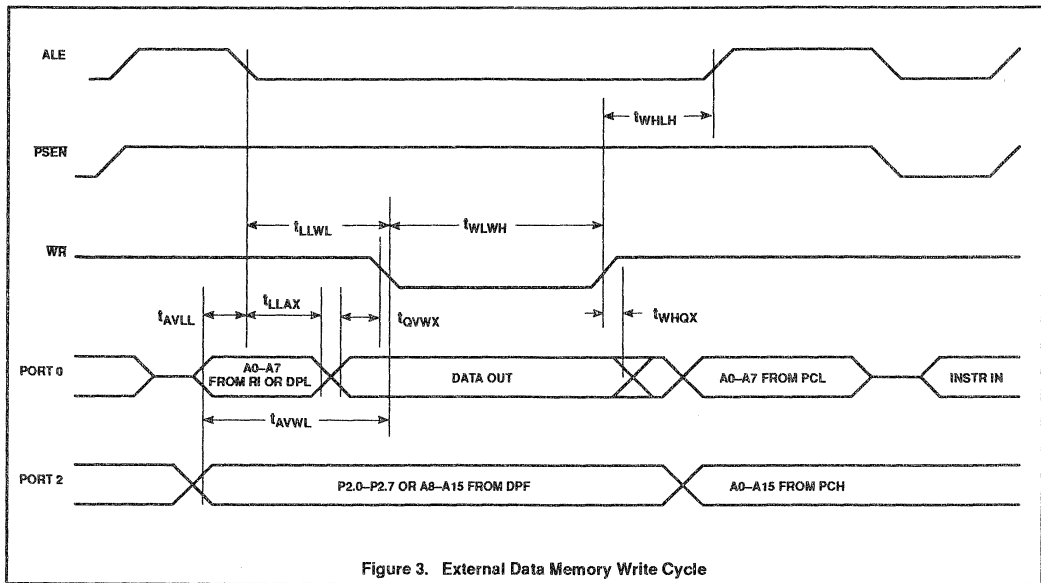 ALE
tWHLH
PSEN
tLLWL
tWLWH
WR
tAVLL
tLLAX
tQVWX
tWHQX
PORT 0
A0–A7
FROM RI OR DPL
DATA OUT
A0–A7 FROM PCL
INSTR IN
tAVWL
PORT 2
P2.0–P2.7 OR A8–A15 FROM DPF
A0–A15 FROM PCH
Figure 3. External Data Memory Write Cycle